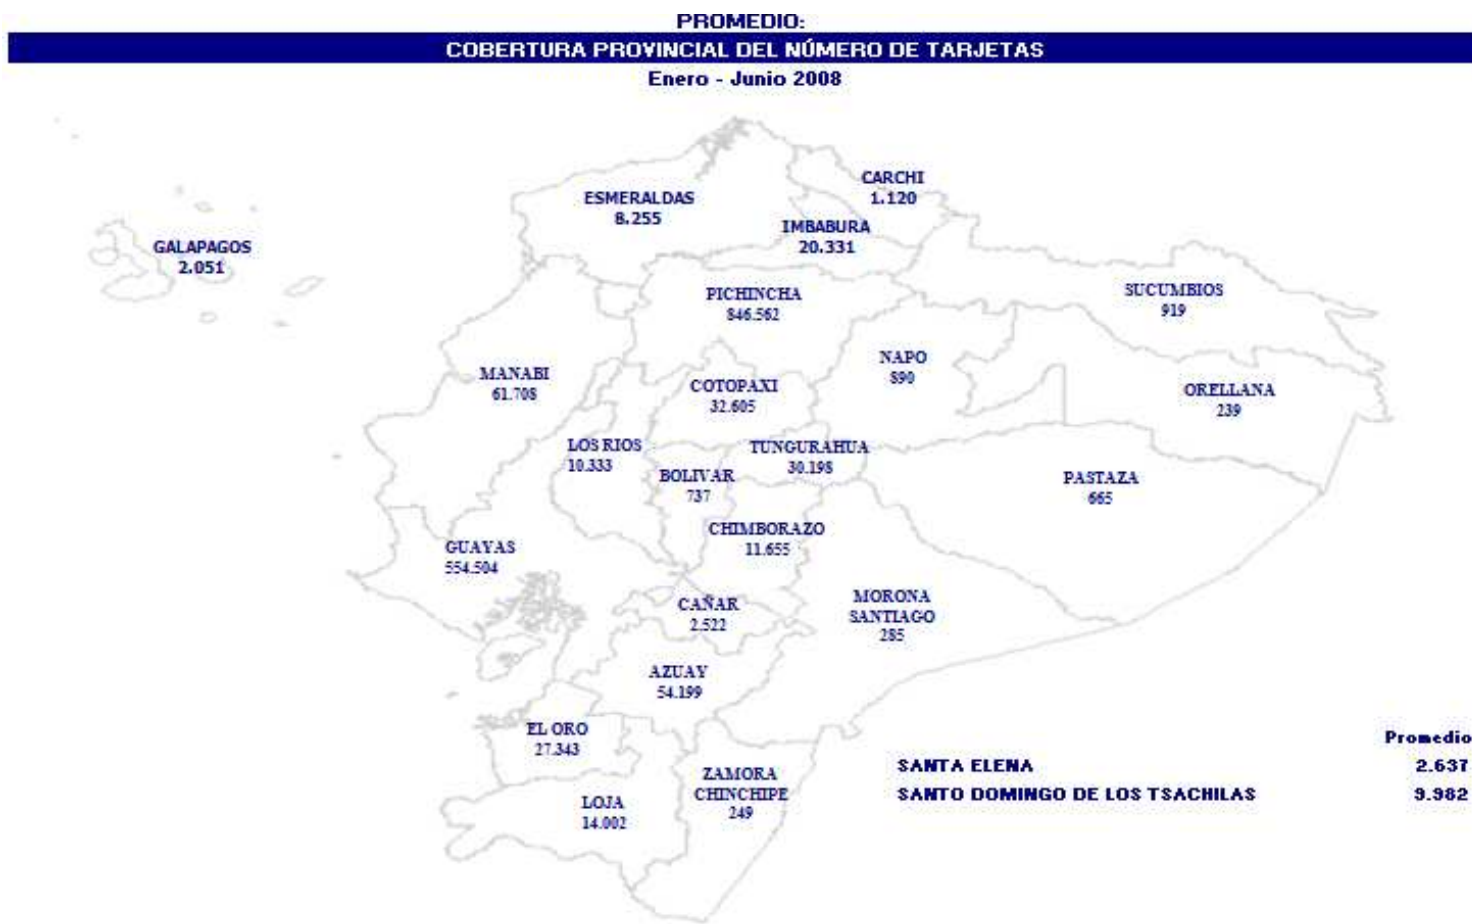 PROMEDIO:
COBERTURA PROVINCIAL DEL NÚMERO DE TARJETAS
Enero - Junio 2008
CARCHI
1.120
ESMERALDAS
8.255
IMBABURA
20.331
GALAPAGOS
2.051
PICHINCHA
846.562
SUCUMBIOS
919
NAPO
890
MANABI
61.708
COTOPAXI
32.605
ORELLANA
239
LOS RIOS
10.333
TUNGURAHUA
30.198
BOLIVAR
737
PASTAZA
665
CHIMBORAZO
11.655
GUAYAS
554.504
CAÑAR
2.522
MORONA
SANTIAGO
285
AZUAY
54.199
EL ORO
27.343
ZAMORA
CHINCHIPE
249
LOJA
14.002
Promedio
SANTA ELENA 2.637
SANTO DOMINGO DE LOS TSACHILAS 9.982